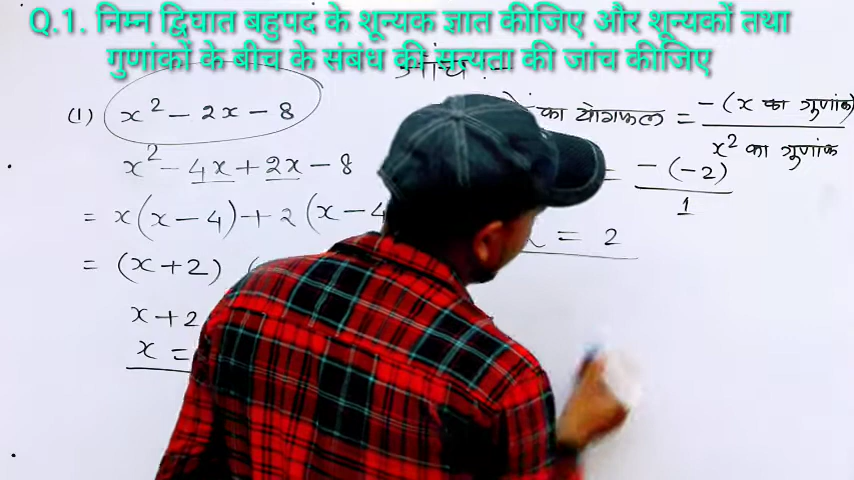 Q.1. निम्न द्विघात बहुपद के शून्यक ज्ञात कीजिए और शून्यकों तथा
गुणांकों के बीच के संबंध की सत्यता की जांच कीजिए
(1) x² - 2x - 8
x² - 4x + 2x - 8
= x(x - 4) + 2(x - 4
= (x + 2) (
x + 2
x =
जांच :-
का योगफल = -(x का गुणांक) / x² का गुणांक
= -(-2) / 1
= 2